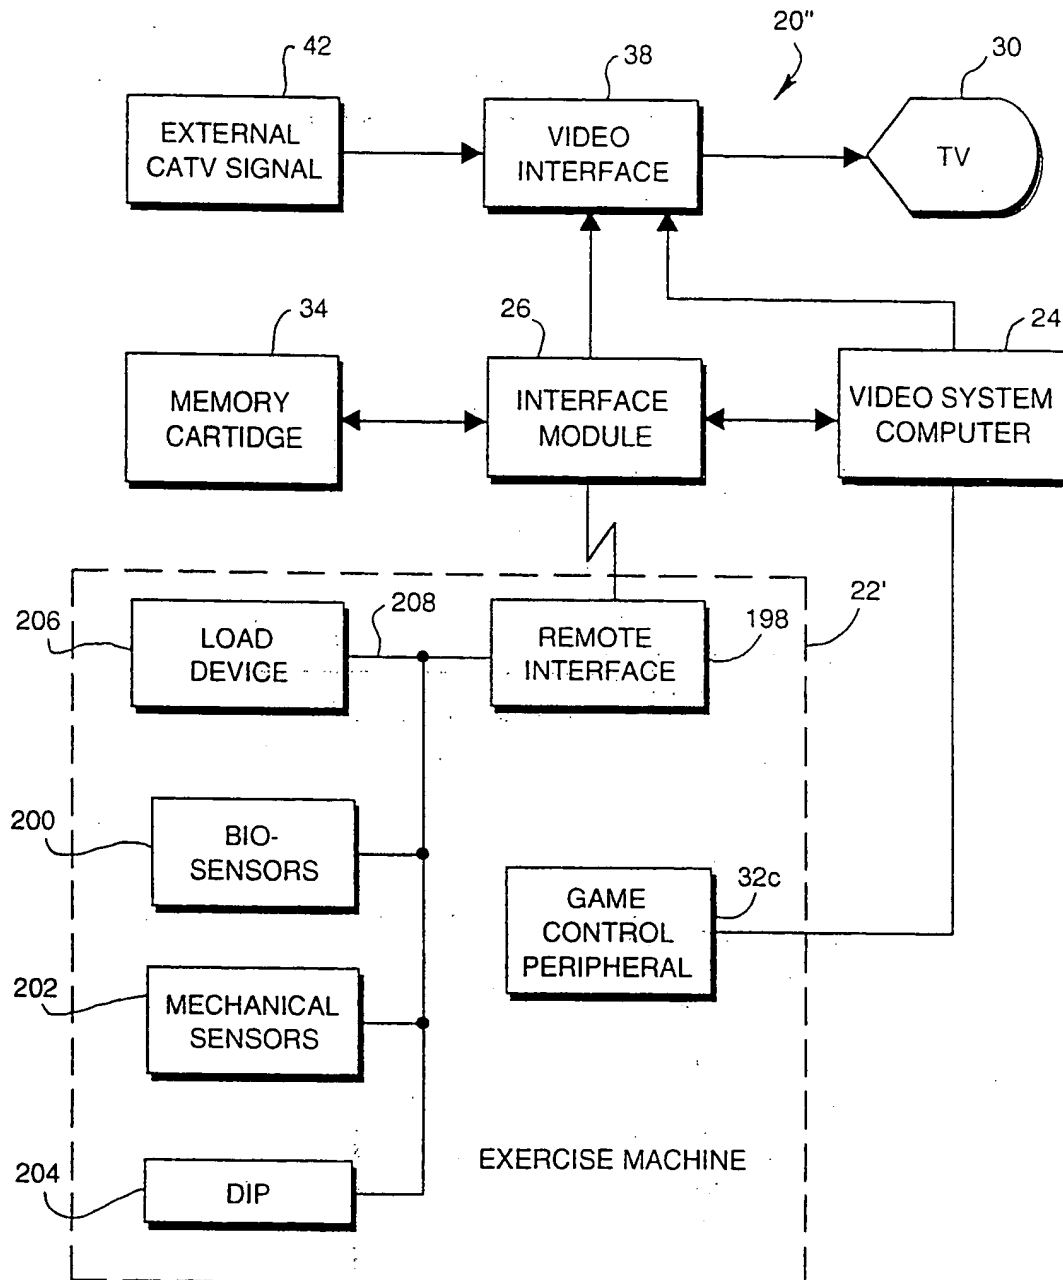 20"
42
38
30
EXTERNAL
CATV SIGNAL
VIDEO
INTERFACE
TV
34
26
24
MEMORY
CARTIDGE
INTERFACE
MODULE
VIDEO SYSTEM
COMPUTER
206
208
22'
198
LOAD
DEVICE
REMOTE
INTERFACE
200
BIO-
SENSORS
32c
GAME
CONTROL
PERIPHERAL
202
MECHANICAL
SENSORS
204
DIP
EXERCISE MACHINE